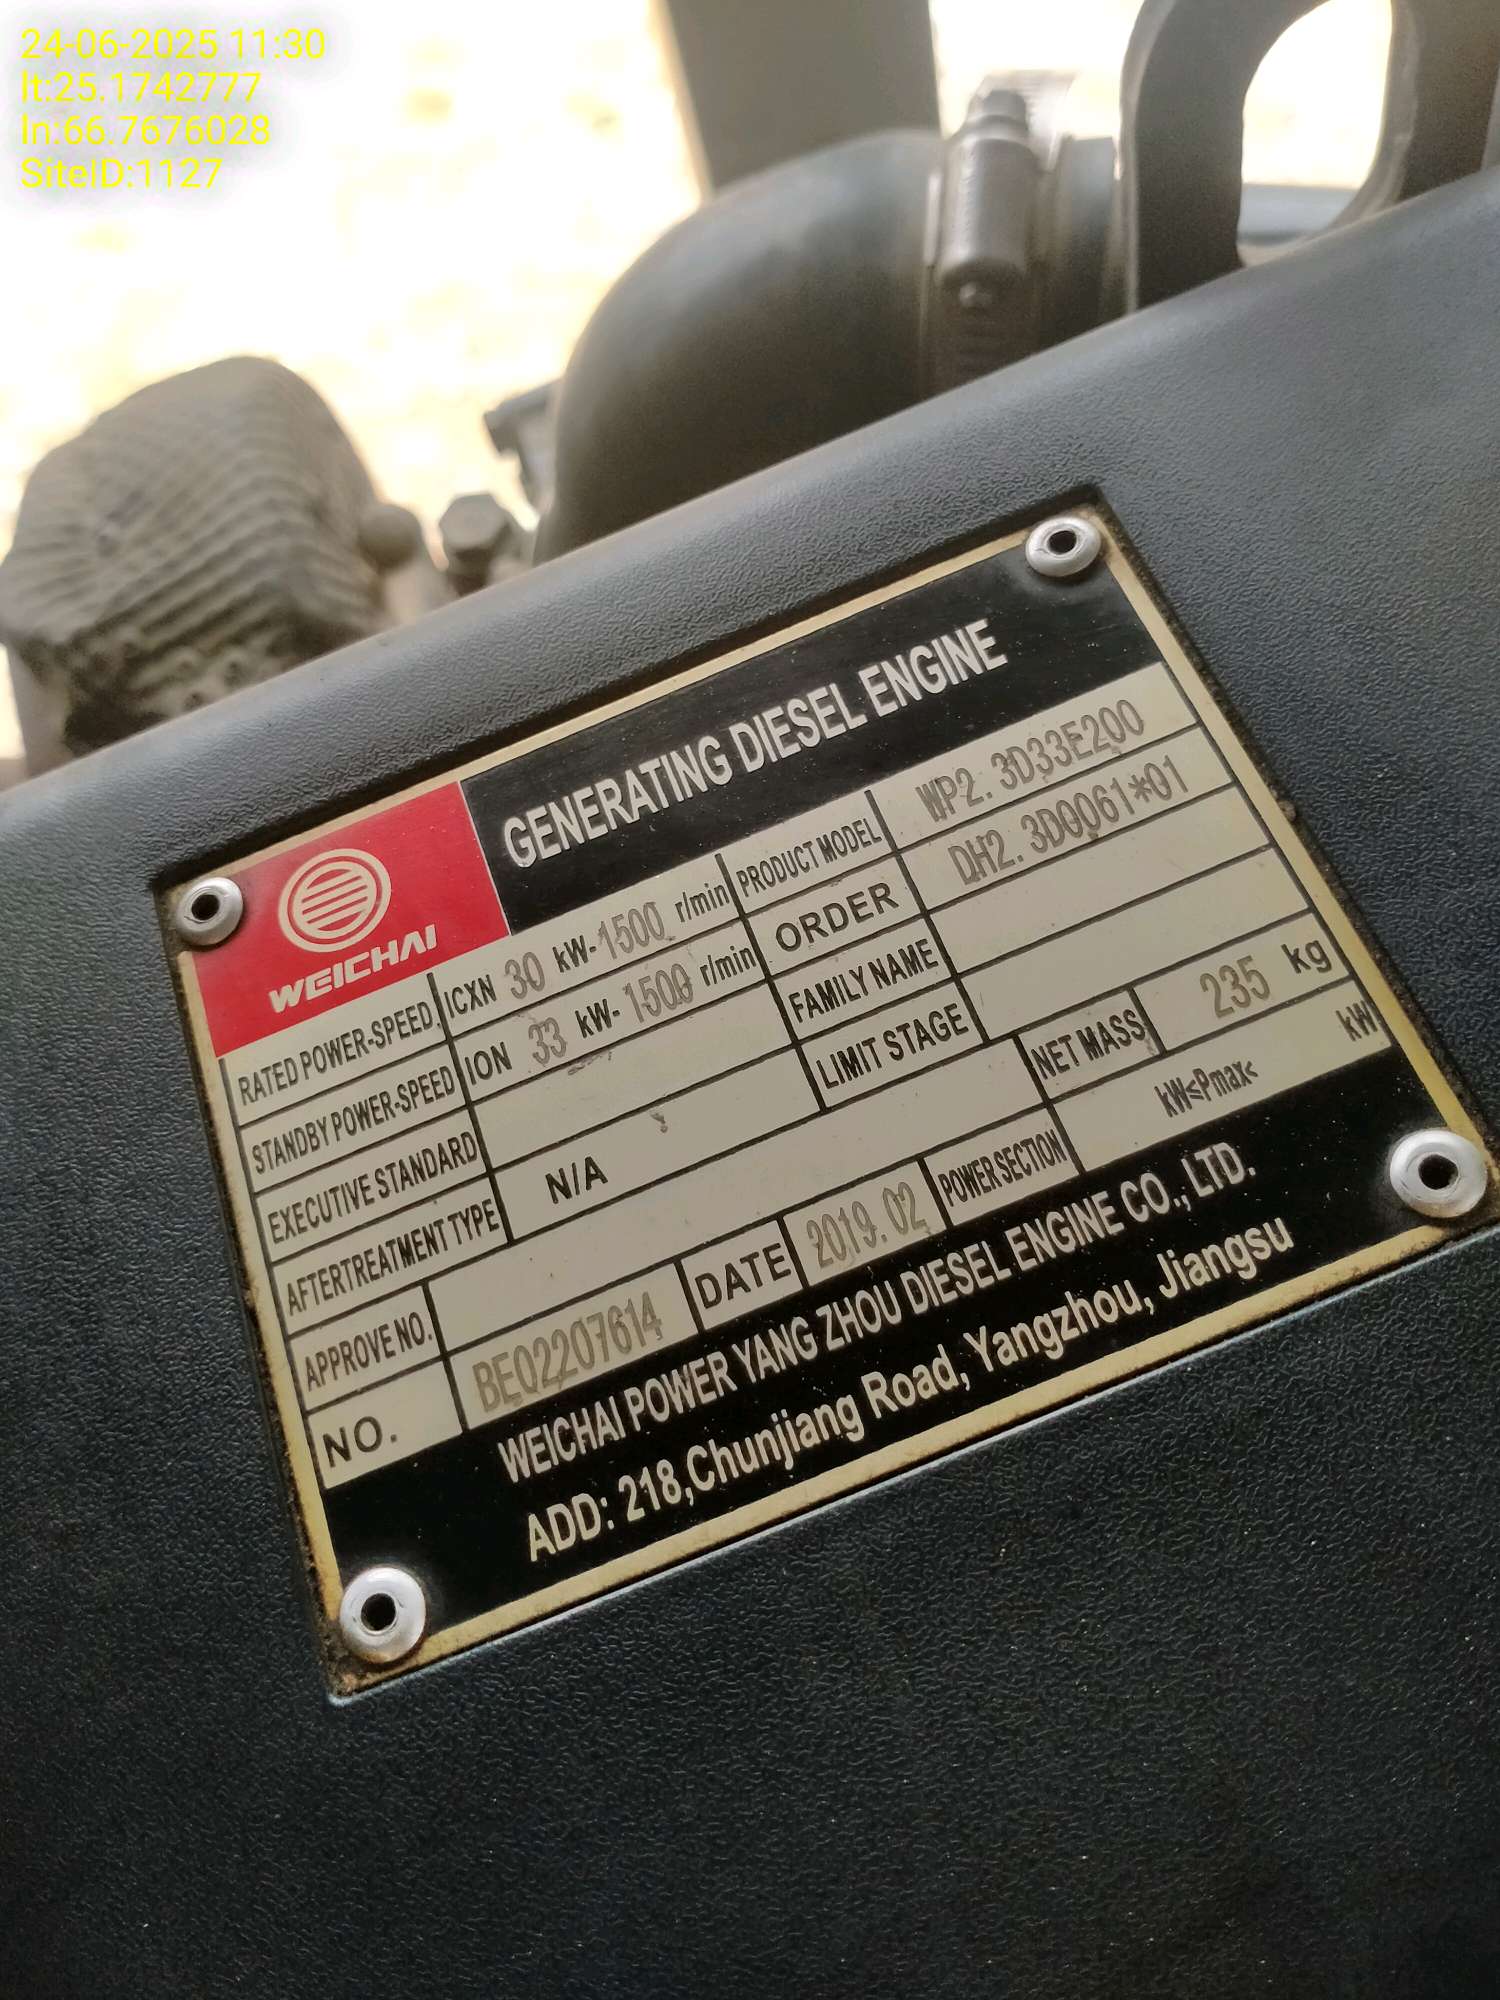 24-06-2025 11:30
lt:25.1742777
ln:66.7676028
SiteID:1127
WEICHAI
GENERATING DIESEL ENGINE
RATED POWER-SPEED. ICXN 30 kW-1500 r/min PRODUCT MODEL WP2.3D33E200
STANDBY POWER-SPEED ION 33 kW-1500 r/min ORDER DH2.3D0061*01
EXECUTIVE STANDARD FAMILY NAME
AFTERTREATMENT TYPE N/A LIMIT STAGE
APPROVE NO. NET MASS 235 kg
NO. BE02207614 DATE 2019.02 POWER SECTION kW≤Pmax< kW
WEICHAI POWER YANG ZHOU DIESEL ENGINE CO., LTD.
ADD: 218,Chunjiang Road, Yangzhou, Jiangsu